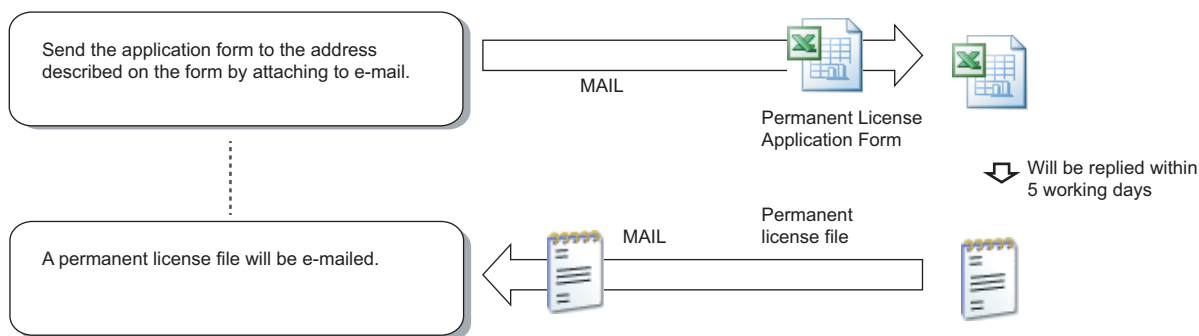 Send the application form to the address
described on the form by attaching to e-mail.
MAIL
Permanent License
Application Form
Will be replied within
5 working days
Permanent
license file
MAIL
A permanent license file will be e-mailed.